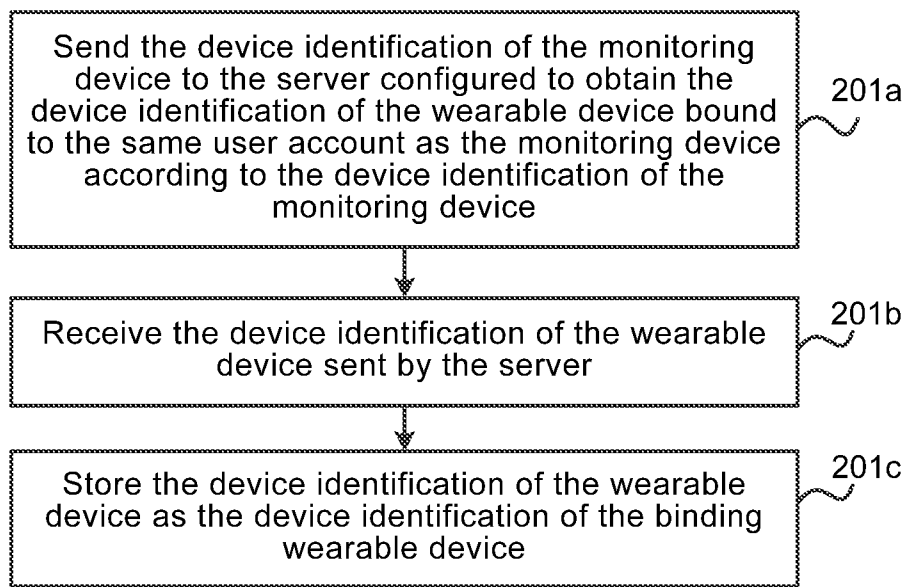 Send the device identification of the monitoring
device to the server configured to obtain the
device identification of the wearable device bound
to the same user account as the monitoring device
according to the device identification of the
monitoring device
201a
Receive the device identification of the wearable
device sent by the server
201b
Store the device identification of the wearable
device as the device identification of the binding
wearable device
201c